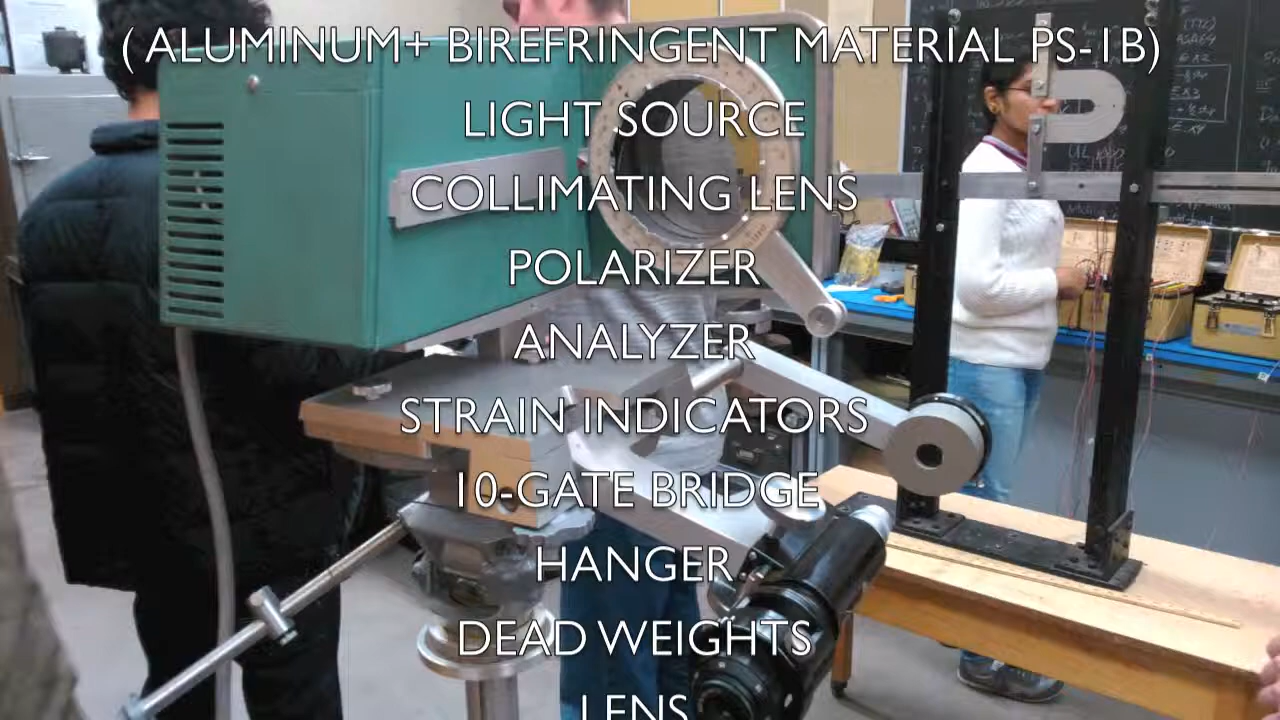 ( ALUMINUM+ BIREFRINGENT MATERIAL PS-1B)
LIGHT SOURCE
COLLIMATING LENS
POLARIZER
ANALYZER
STRAIN INDICATORS
10-GATE BRIDGE
HANGER
DEAD WEIGHTS
LENS